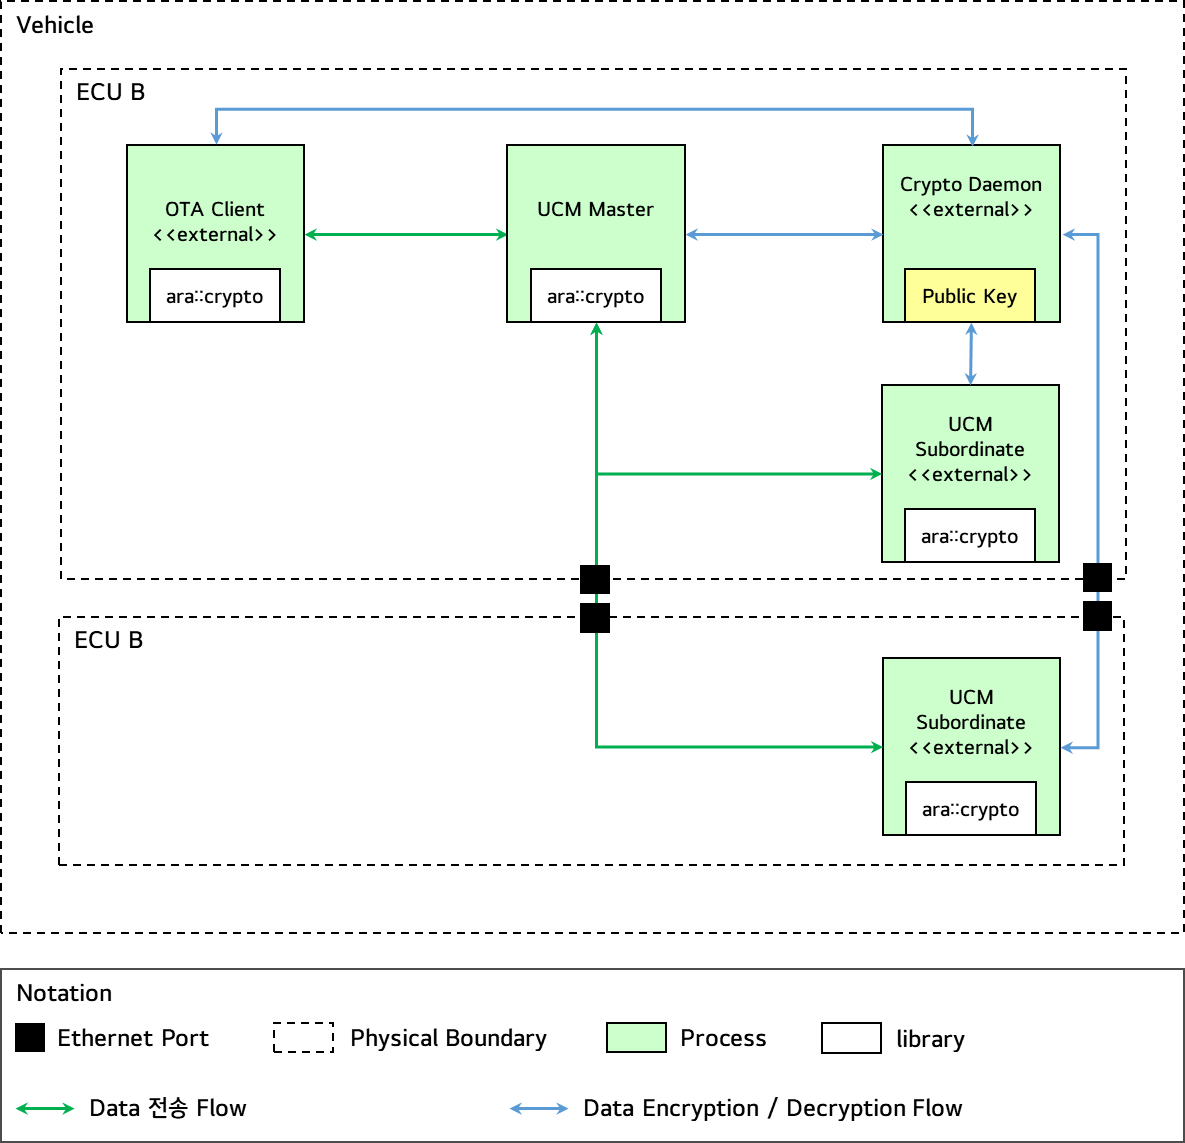 Vehicle
ECU B
OTA Client
<<external>>
ara::crypto
UCM Master
ara::crypto
Crypto Daemon
<<external>>
Public Key
UCM
Subordinate
<<external>>
ara::crypto
ECU B
UCM
Subordinate
<<external>>
ara::crypto
Notation
Ethernet Port
Physical Boundary
Process
library
Data 전송 Flow
Data Encryption / Decryption Flow